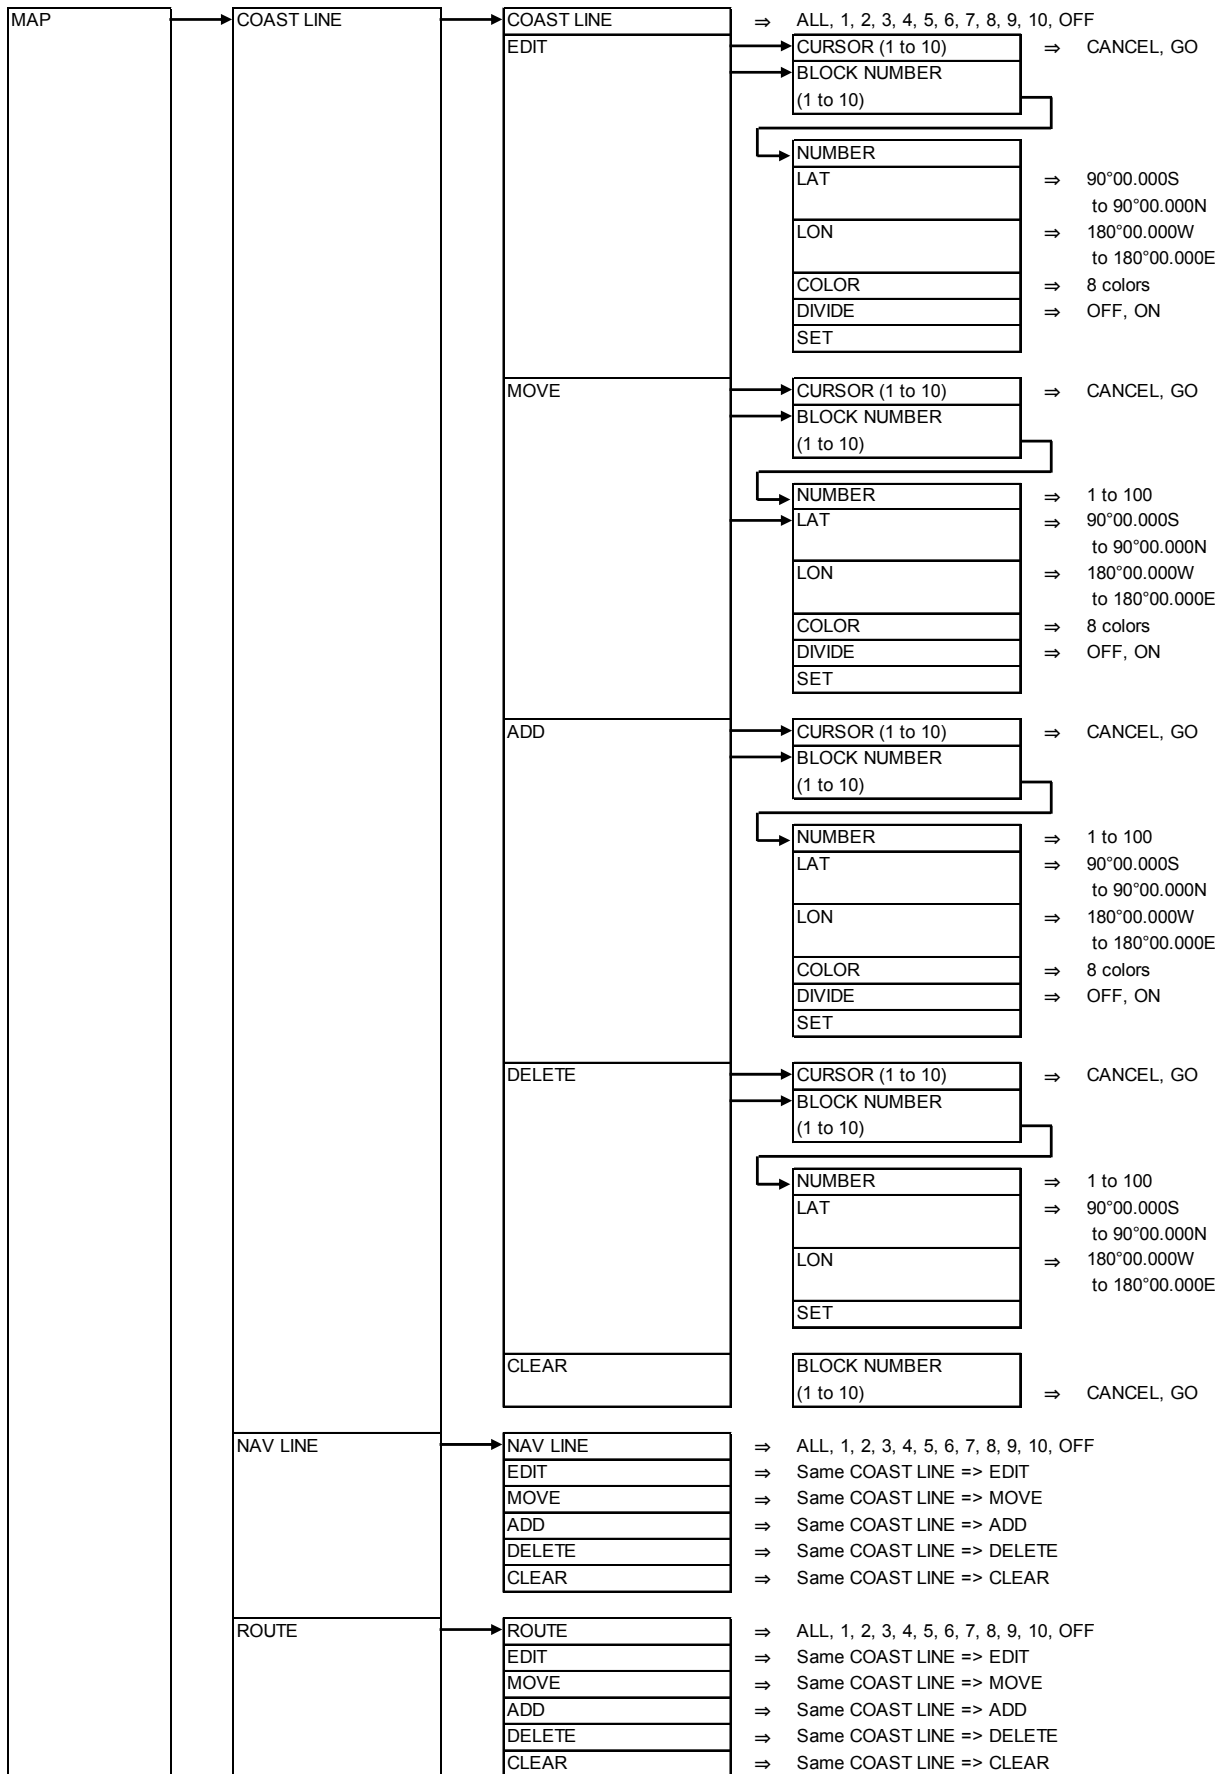 MAP COAST LINE COAST LINE ⇒ ALL, 1, 2, 3, 4, 5, 6, 7, 8, 9, 10, OFF
EDIT CURSOR (1 to 10) ⇒ CANCEL, GO
BLOCK NUMBER
(1 to 10)
NUMBER
LAT ⇒ 90°00.000S
to 90°00.000N
LON ⇒ 180°00.000W
to 180°00.000E
COLOR ⇒ 8 colors
DIVIDE ⇒ OFF, ON
SET
MOVE CURSOR (1 to 10) ⇒ CANCEL, GO
BLOCK NUMBER
(1 to 10)
NUMBER ⇒ 1 to 100
LAT ⇒ 90°00.000S
to 90°00.000N
LON ⇒ 180°00.000W
to 180°00.000E
COLOR ⇒ 8 colors
DIVIDE ⇒ OFF, ON
SET
ADD CURSOR (1 to 10) ⇒ CANCEL, GO
BLOCK NUMBER
(1 to 10)
NUMBER ⇒ 1 to 100
LAT ⇒ 90°00.000S
to 90°00.000N
LON ⇒ 180°00.000W
to 180°00.000E
COLOR ⇒ 8 colors
DIVIDE ⇒ OFF, ON
SET
DELETE CURSOR (1 to 10) ⇒ CANCEL, GO
BLOCK NUMBER
(1 to 10)
NUMBER ⇒ 1 to 100
LAT ⇒ 90°00.000S
to 90°00.000N
LON ⇒ 180°00.000W
to 180°00.000E
SET
CLEAR BLOCK NUMBER
(1 to 10) ⇒ CANCEL, GO
NAV LINE NAV LINE ⇒ ALL, 1, 2, 3, 4, 5, 6, 7, 8, 9, 10, OFF
EDIT ⇒ Same COAST LINE => EDIT
MOVE ⇒ Same COAST LINE => MOVE
ADD ⇒ Same COAST LINE => ADD
DELETE ⇒ Same COAST LINE => DELETE
CLEAR ⇒ Same COAST LINE => CLEAR
ROUTE ROUTE ⇒ ALL, 1, 2, 3, 4, 5, 6, 7, 8, 9, 10, OFF
EDIT ⇒ Same COAST LINE => EDIT
MOVE ⇒ Same COAST LINE => MOVE
ADD ⇒ Same COAST LINE => ADD
DELETE ⇒ Same COAST LINE => DELETE
CLEAR ⇒ Same COAST LINE => CLEAR